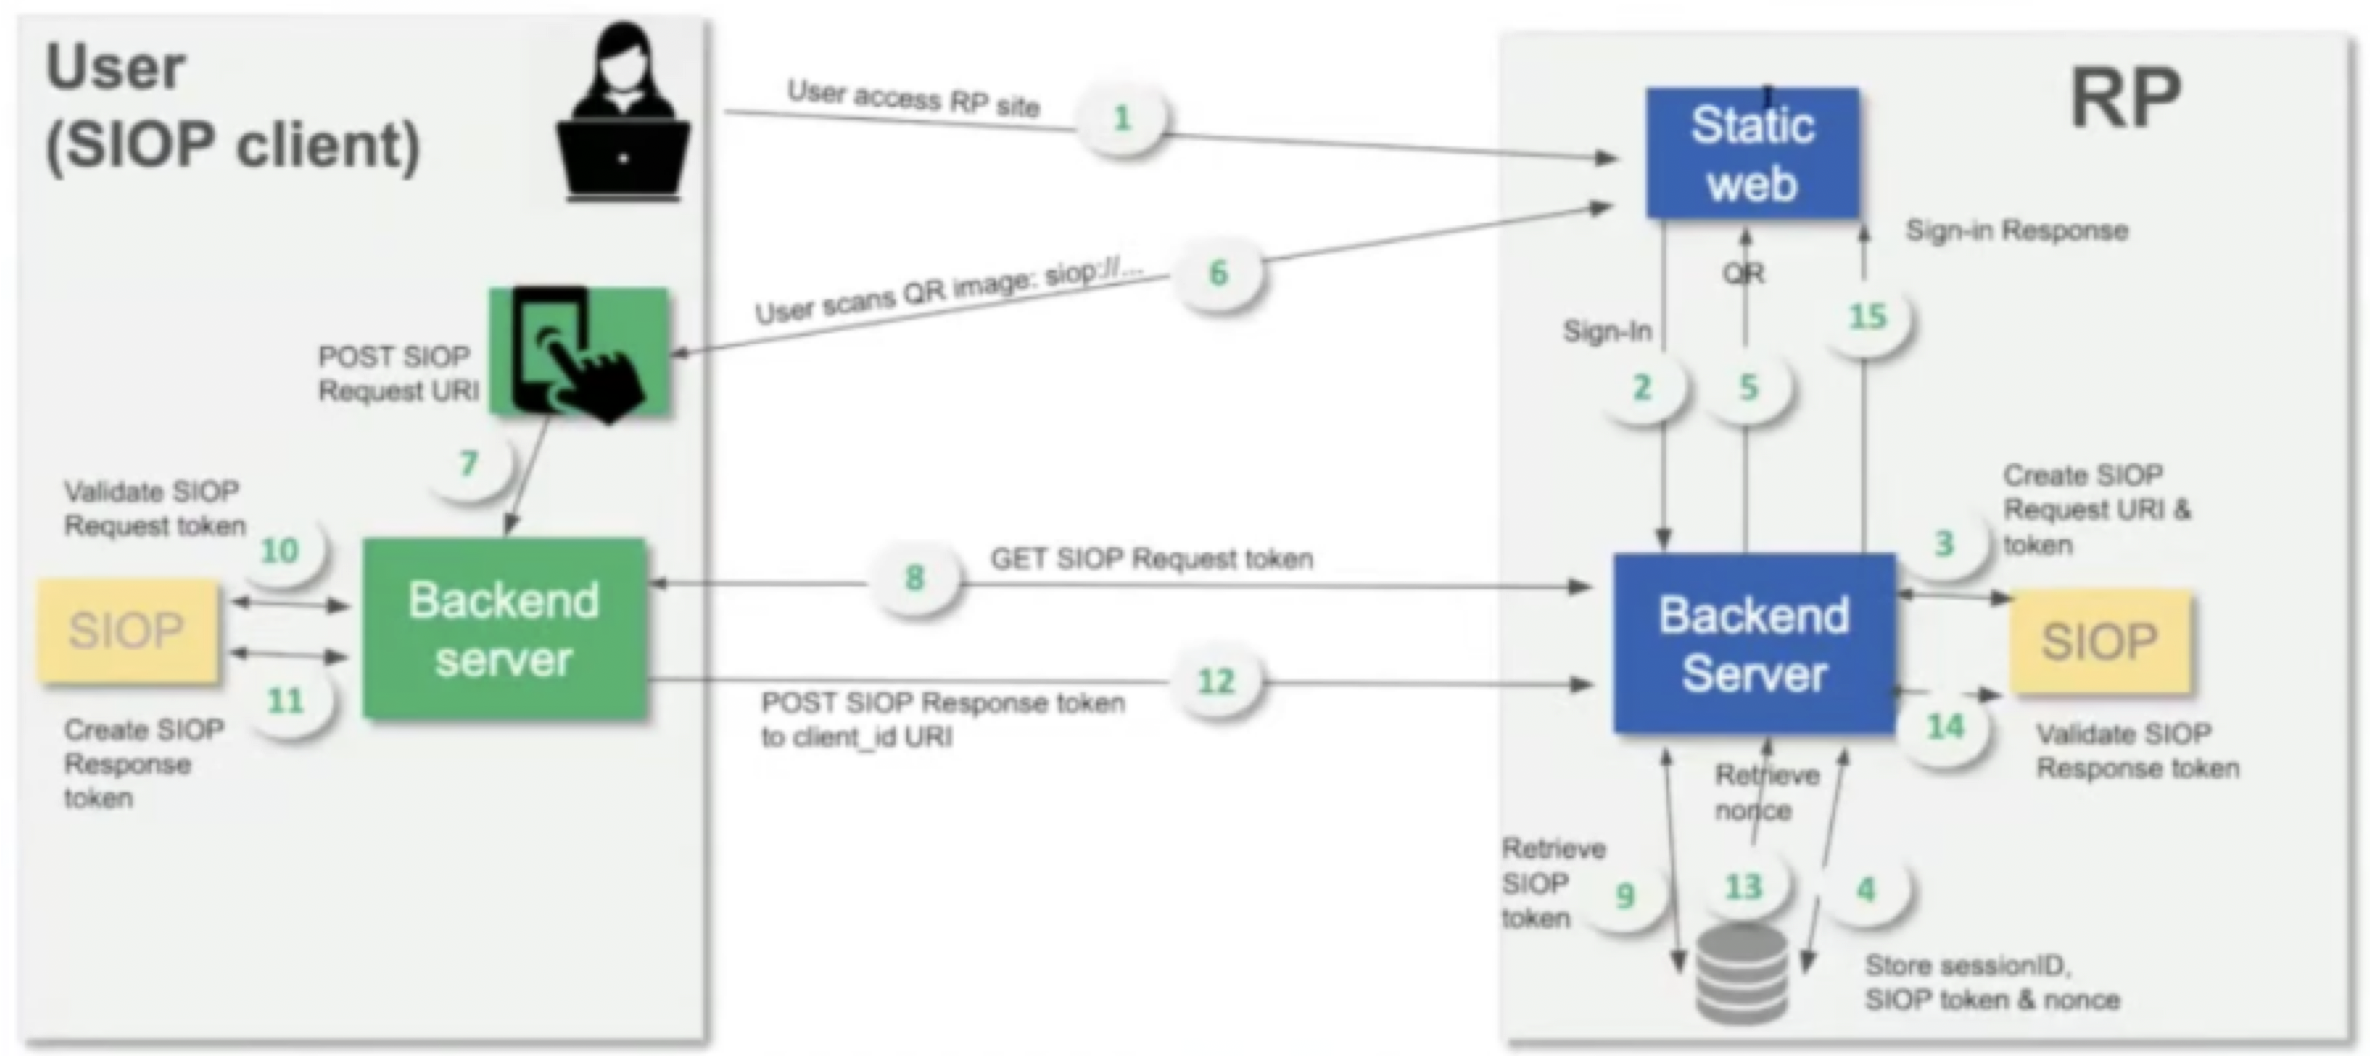 User
(SIOP client)
User access RP site
1
RP
Static
web
Sign-in Response
User scans QR image: siop://...
6
QR
15
Sign-In
2
5
POST SIOP
Request URI
7
Validate SIOP
Request token
10
SIOP
11
Create SIOP
Response
token
Backend
server
8
GET SIOP Request token
12
POST SIOP Response token
to client_id URI
Create SIOP
Request URI &
token
3
Backend
Server
SIOP
14
Validate SIOP
Response token
Retrieve
nonce
Retrieve
SIOP
token
9
13
4
Store sessionID,
SIOP token & nonce